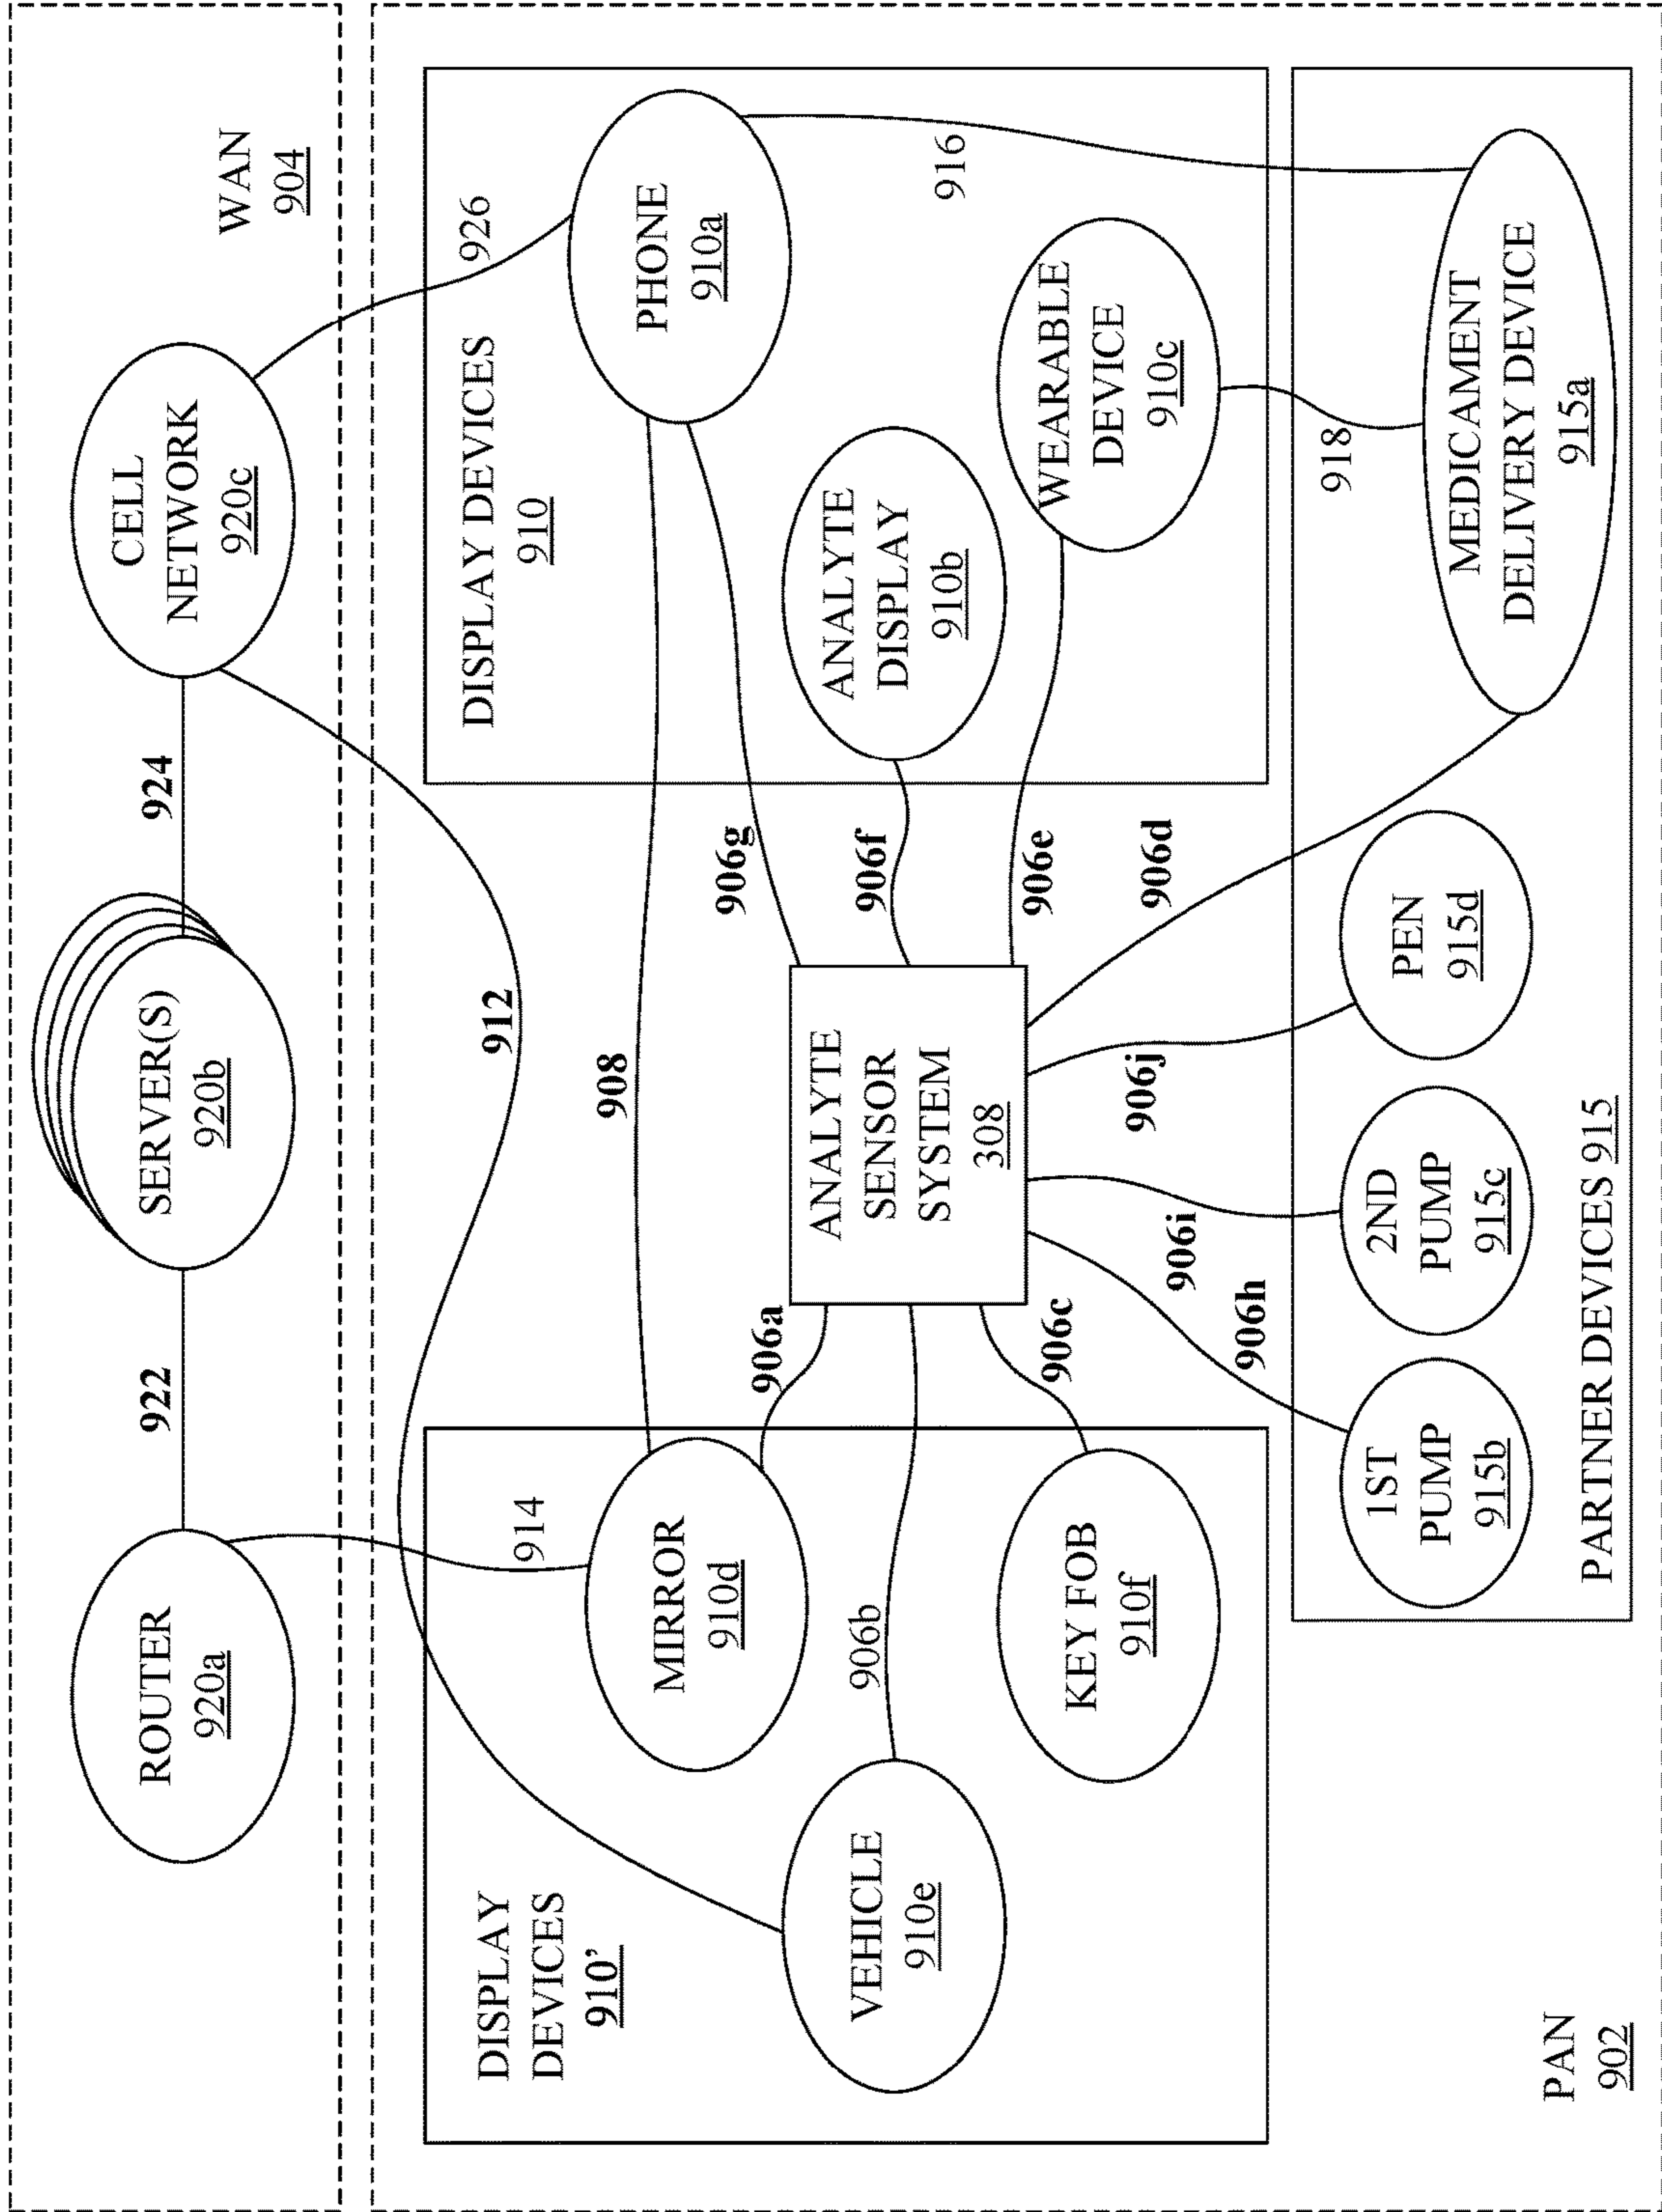 WAN
904
ROUTER
920a
922
SERVER(S)
920b
924
CELL
NETWORK
920c
926
912
914
908
DISPLAY
DEVICES
910’
MIRROR
910d
VEHICLE
910e
KEY FOB
910f
906a
906b
906c
ANALYTE
SENSOR
SYSTEM
308
906g
906f
906e
906d
906j
906i
906h
DISPLAY DEVICES
910
PHONE
910a
ANALYTE
DISPLAY
910b
WEARABLE
DEVICE
910c
916
918
1ST
PUMP
915b
2ND
PUMP
915c
PEN
915d
MEDICAMENT
DELIVERY DEVICE
915a
PARTNER DEVICES 915
PAN
902